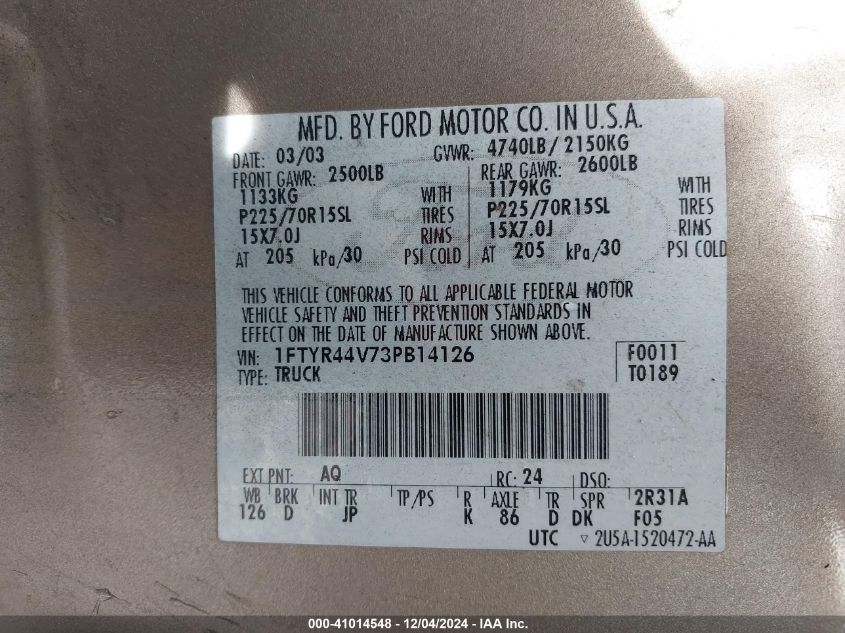 MFD. BY FORD MOTOR CO. IN U.S.A.
DATE: 03/03 GVWR: 4740LB/ 2150KG
FRONT GAWR: 2500LB REAR GAWR: 2600LB
1133KG WITH 1179KG WITH
P225/70R15SL TIRES P225/70R15SL TIRES
15X7.0J RIMS 15X7.0J RIMS
AT 205 kPa/30 PSI COLD AT 205 kPa/30 PSI COLD
THIS VEHICLE CONFORMS TO ALL APPLICABLE FEDERAL MOTOR
VEHICLE SAFETY AND THEFT PREVENTION STANDARDS IN
EFFECT ON THE DATE OF MANUFACTURE SHOWN ABOVE.
VIN: 1FTYR44V73PB14126 F0011
TYPE: TRUCK T0189
EXT PNT: AQ RC: 24 DSO:
WB BRK INT TR TP/PS R AXLE TR SPR 2R31A
126 D JP K 86 D DK F05
UTC ▽ 2U5A-1520472-AA
000-41014548 - 12/04/2024 - IAA Inc.